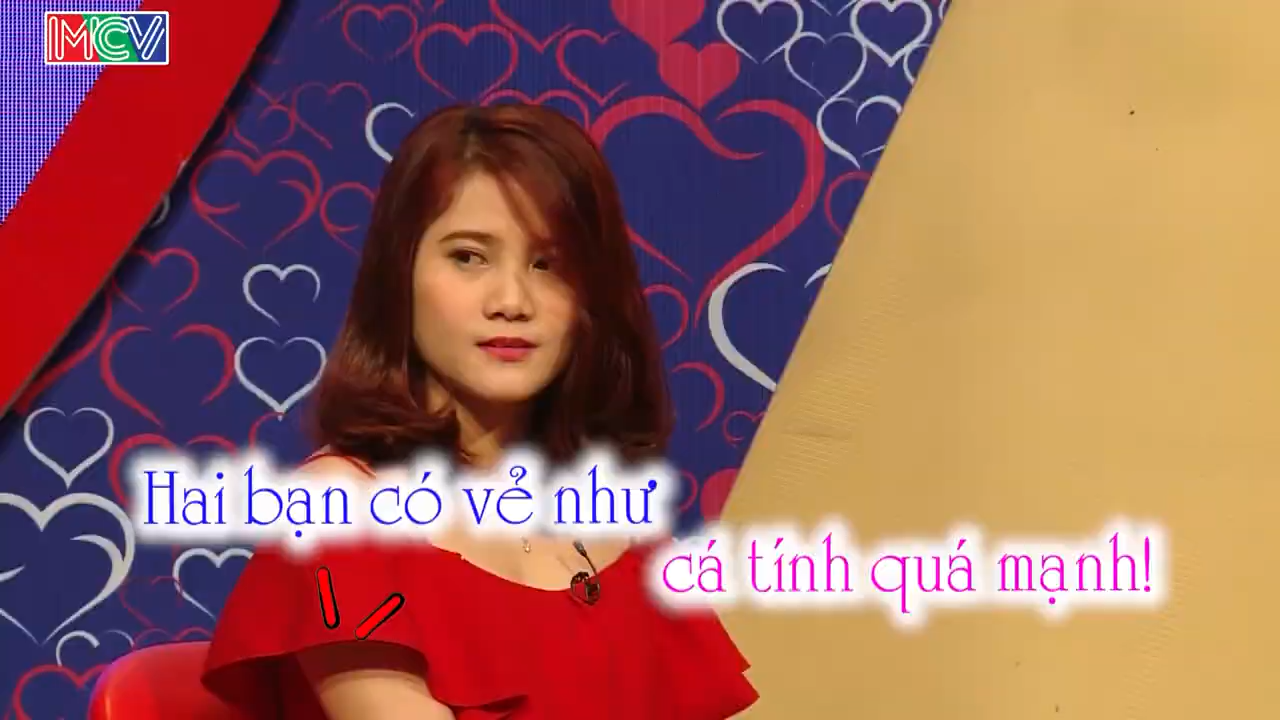 MCV
Hai bạn có vẻ như
cá tính quá mạnh!